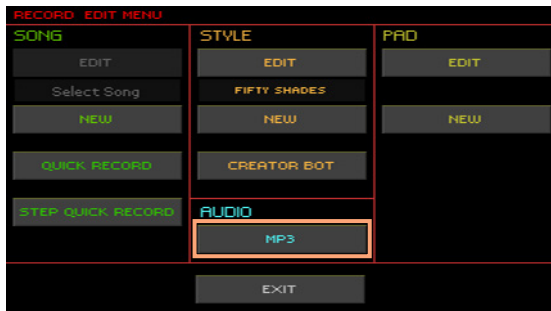 RECORD EDIT MENU
SONG
EDIT
Select Song
NEW
QUICK RECORD
STEP QUICK RECORD
STYLE
EDIT
FIFTY SHADES
NEW
CREATOR BOT
AUDIO
MP3
PAD
EDIT
NEW
EXIT